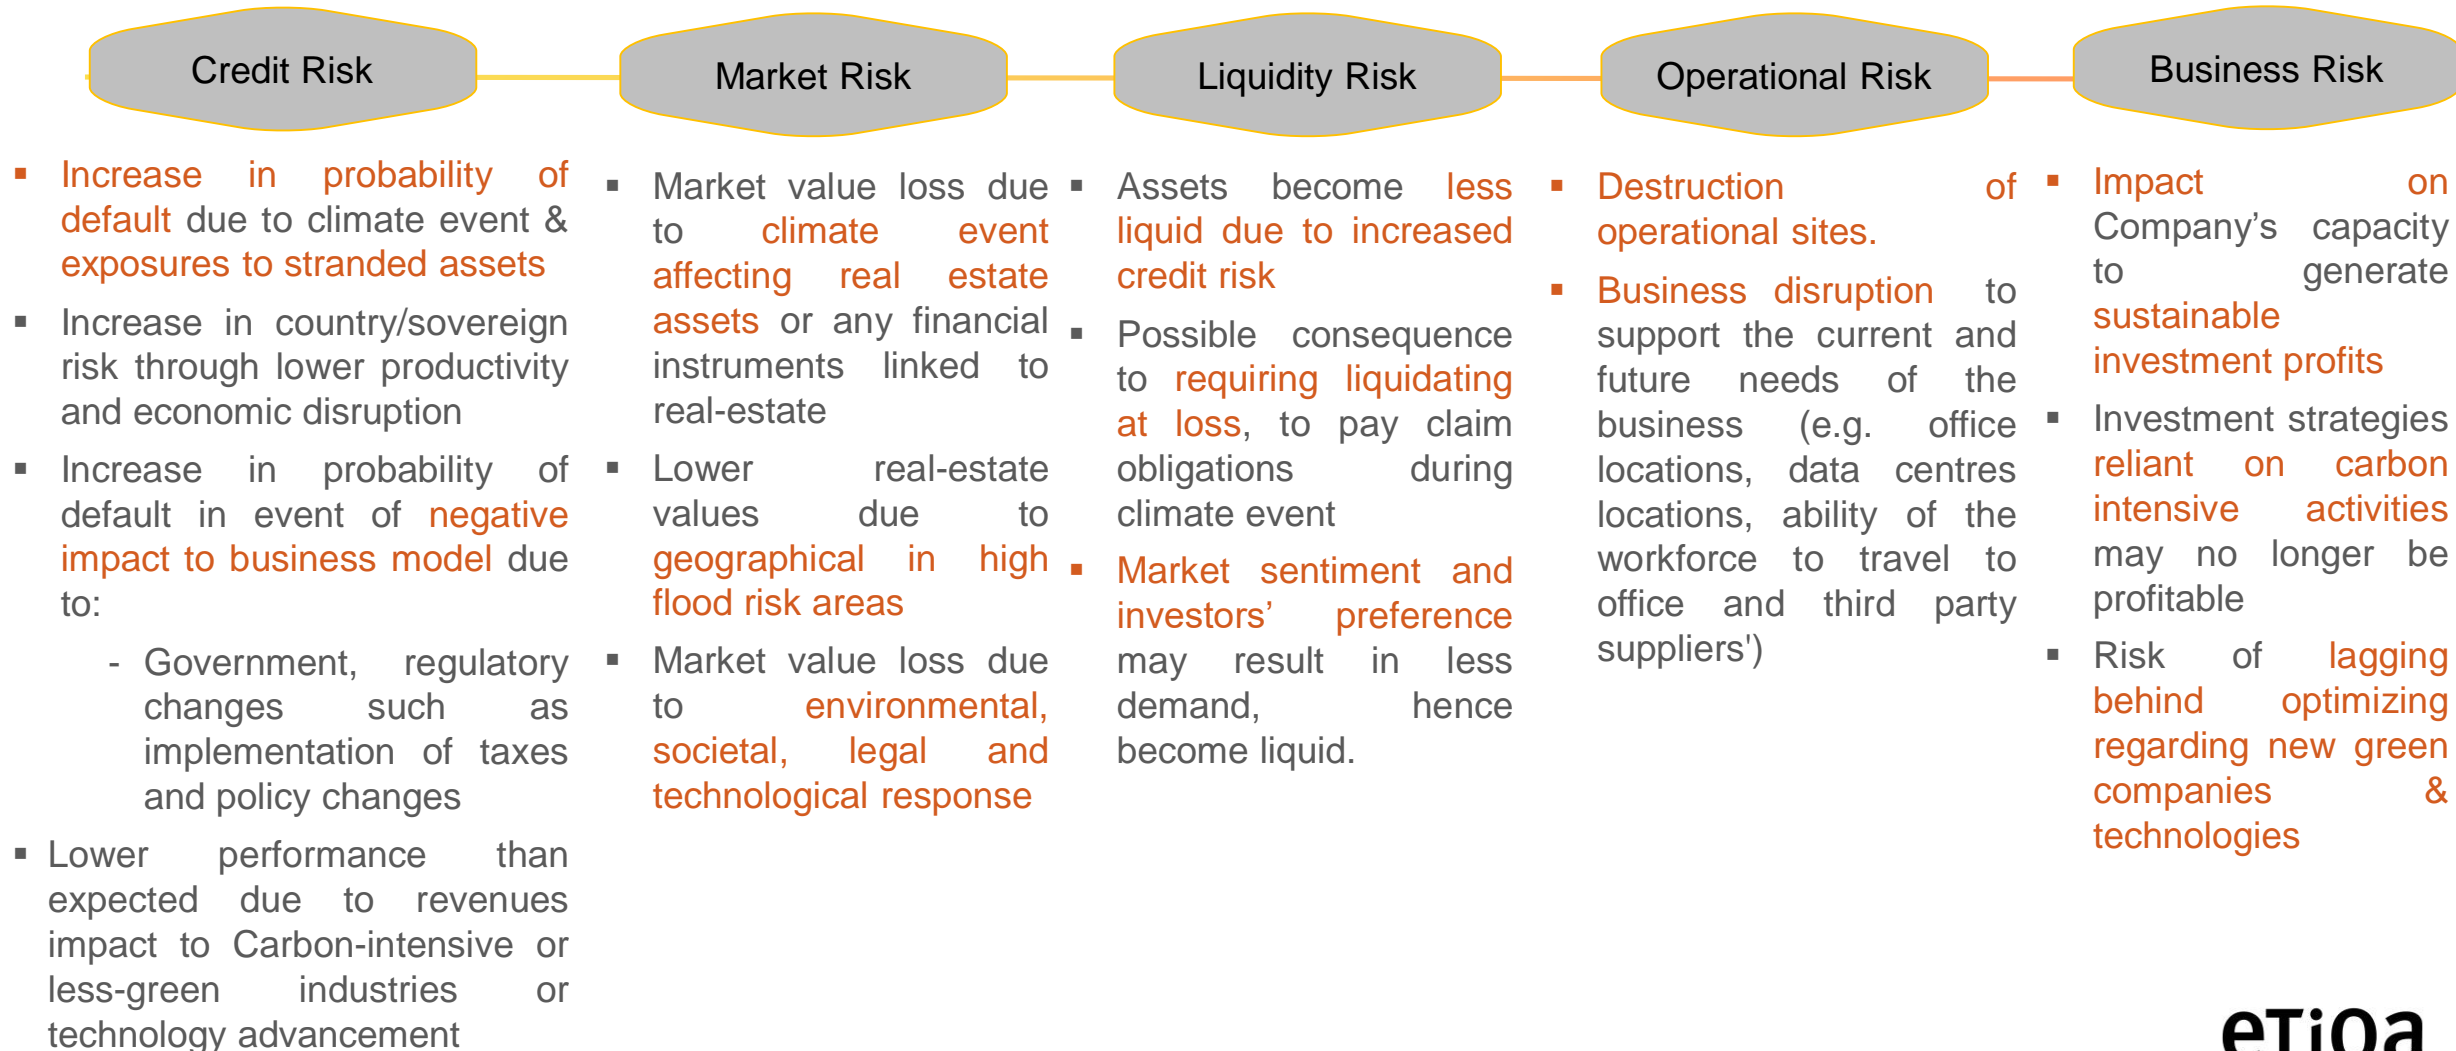 Credit Risk
Market Risk
Liquidity Risk
Operational Risk
Business Risk
▪ Increase in probability of
default due to climate event &
exposures to stranded assets
▪ Increase in country/sovereign
risk through lower productivity
and economic disruption
▪ Increase in probability of
default in event of negative
impact to business model due
to:
- Government, regulatory
changes such as
implementation of taxes
and policy changes
▪ Lower performance than
expected due to revenues
impact to Carbon-intensive or
less-green industries or
technology advancement
▪ Market value loss due
to climate event
affecting real estate
assets or any financial
instruments linked to
real-estate
▪ Lower real-estate
values due to
geographical in high
flood risk areas
▪ Market value loss due
to environmental,
societal, legal and
technological response
▪ Assets become less
liquid due to increased
credit risk
▪ Possible consequence
to requiring liquidating
at loss, to pay claim
obligations during
climate event
▪ Market sentiment and
investors’ preference
may result in less
demand, hence
become liquid.
▪ Destruction of
operational sites.
▪ Business disruption to
support the current and
future needs of the
business (e.g. office
locations, data centres
locations, ability of the
workforce to travel to
office and third party
suppliers')
▪ Impact on
Company’s capacity
to generate
sustainable
investment profits
▪ Investment strategies
reliant on carbon
intensive activities
may no longer be
profitable
▪ Risk of lagging
behind optimizing
regarding new green
companies &
technologies
eTiQa